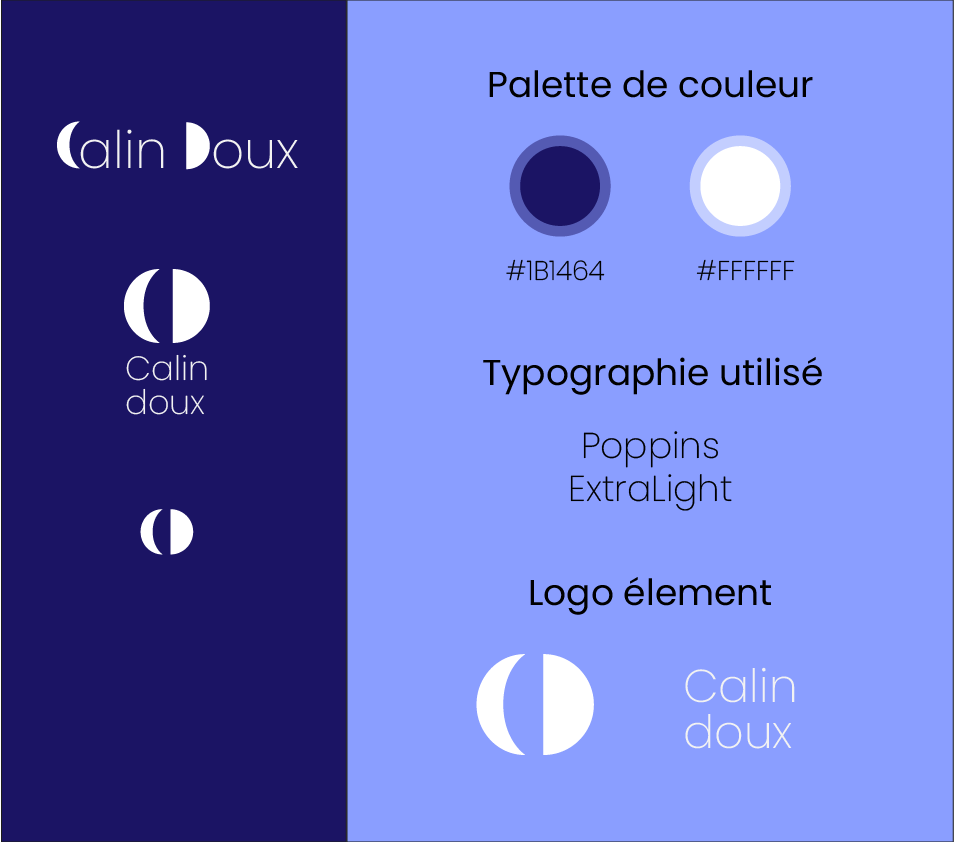 Calin Doux
Calin
doux
Palette de couleur
#1B1464
#FFFFFF
Typographie utilisé
Poppins
ExtraLight
Logo élement
Calin
doux